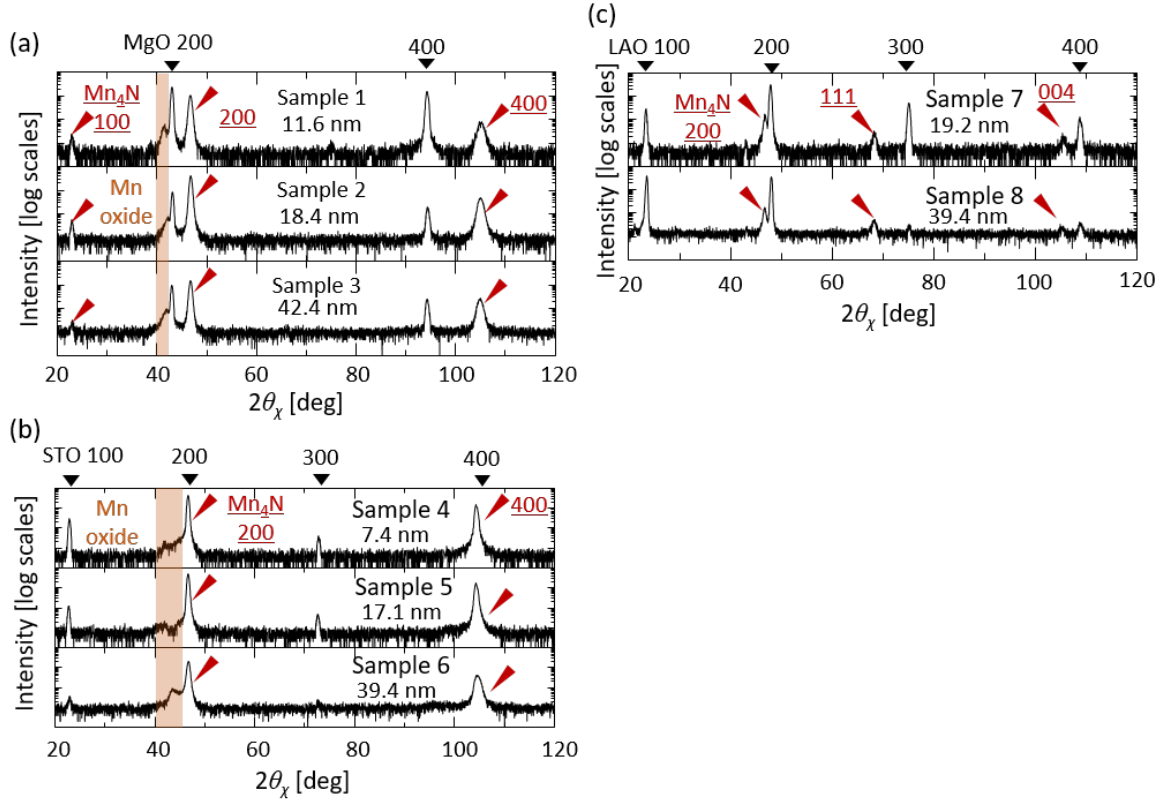 (a)
MgO 200
400
Intensity [log scales]
Mn4N
100
200
Sample 1
11.6 nm
400
Mn
oxide
Sample 2
18.4 nm
Sample 3
42.4 nm
20 40 60 80 100 120
2θχ [deg]
(b)
STO 100
200
300
400
Intensity [log scales]
Mn
oxide
Mn4N
200
Sample 4
7.4 nm
400
Sample 5
17.1 nm
Sample 6
39.4 nm
20 40 60 80 100 120
2θχ [deg]
(c)
LAO 100
200
300
400
Intensity [log scales]
Mn4N
200
111
Sample 7
19.2 nm
004
Sample 8
39.4 nm
20 40 60 80 100 120
2θχ [deg]